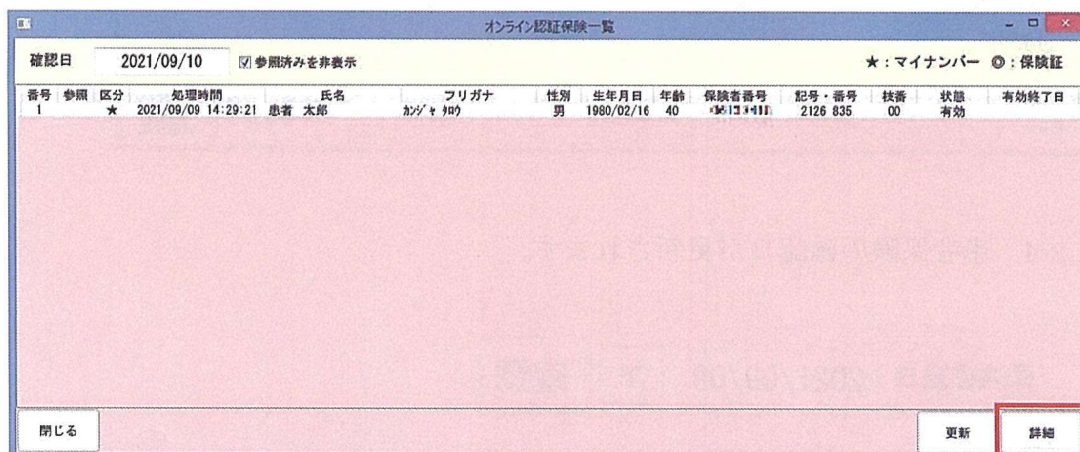 オンライン認証保険一覧
確認日 2021/09/10 参照済みを非表示 ★：マイナンバー ◎：保険証
番号 参照 区分 処理時間 氏名 フリガナ 性別 生年月日 年齢 保険者番号 記号・番号 枝番 状態 有効終了日
1 ★ 2021/09/09 14:29:21 患者 太郎 ｶﾝｼﾞｬ ﾀﾛｳ 男 1980/02/16 40 2126 835 00 有効
閉じる 更新 詳細